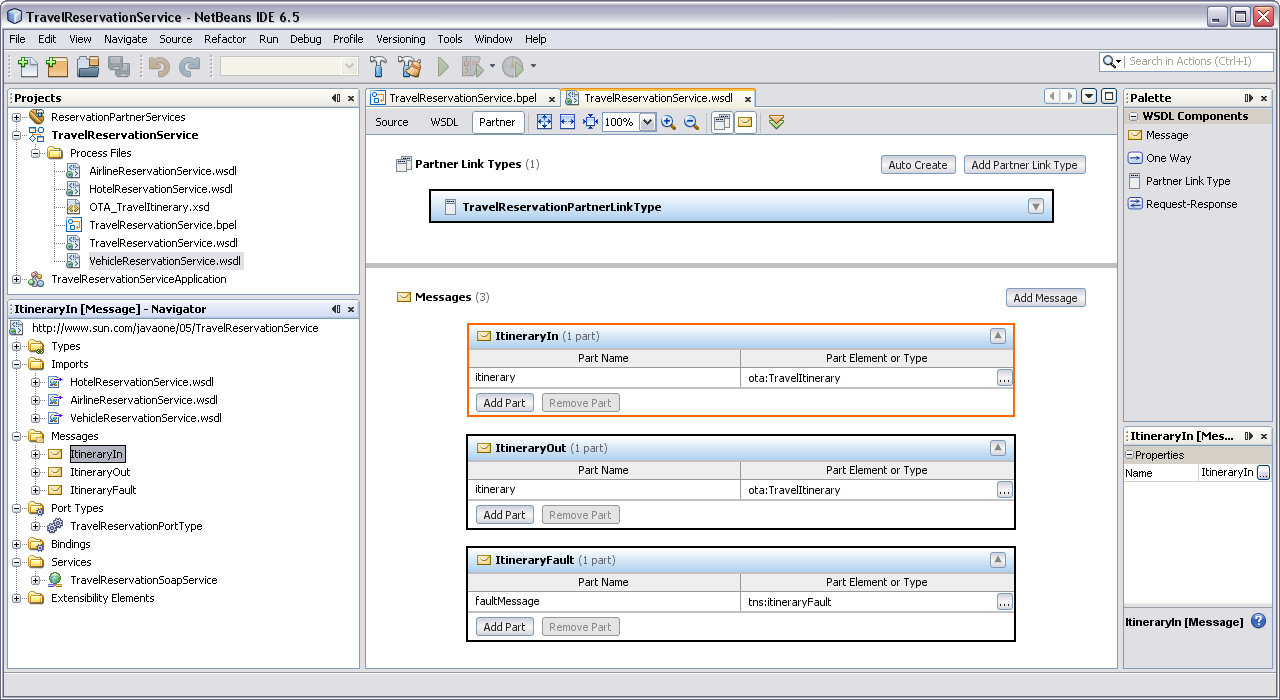 TravelReservationService - NetBeans IDE 6.5
File Edit View Navigate Source Refactor Run Debug Profile Versioning Tools Window Help
Search in Actions (Ctrl+I)
Projects
ReservationPartnerServices
TravelReservationService
Process Files
AirlineReservationService.wsdl
HotelReservationService.wsdl
OTA_TravelItinerary.xsd
TravelReservationService.bpel
TravelReservationService.wsdl
VehicleReservationService.wsdl
TravelReservationServiceApplication
ItineraryIn [Message] - Navigator
http://www.sun.com/javaone/05/TravelReservationService
Types
Imports
HotelReservationService.wsdl
AirlineReservationService.wsdl
VehicleReservationService.wsdl
Messages
ItineraryIn
ItineraryOut
ItineraryFault
Port Types
TravelReservationPortType
Bindings
Services
TravelReservationSoapService
Extensibility Elements
TravelReservationService.bpel TravelReservationService.wsdl
Source WSDL Partner 100%
Partner Link Types (1) Auto Create Add Partner Link Type
TravelReservationPartnerLinkType
Messages (3) Add Message
ItineraryIn (1 part)
Part Name Part Element or Type
itinerary ota:TravelItinerary ...
Add Part Remove Part
ItineraryOut (1 part)
Part Name Part Element or Type
itinerary ota:TravelItinerary ...
Add Part Remove Part
ItineraryFault (1 part)
Part Name Part Element or Type
faultMessage tns:itineraryFault ...
Add Part Remove Part
Palette
WSDL Components
Message
One Way
Partner Link Type
Request-Response
ItineraryIn [Mes...
Properties
Name ItineraryIn ...
ItineraryIn [Message]